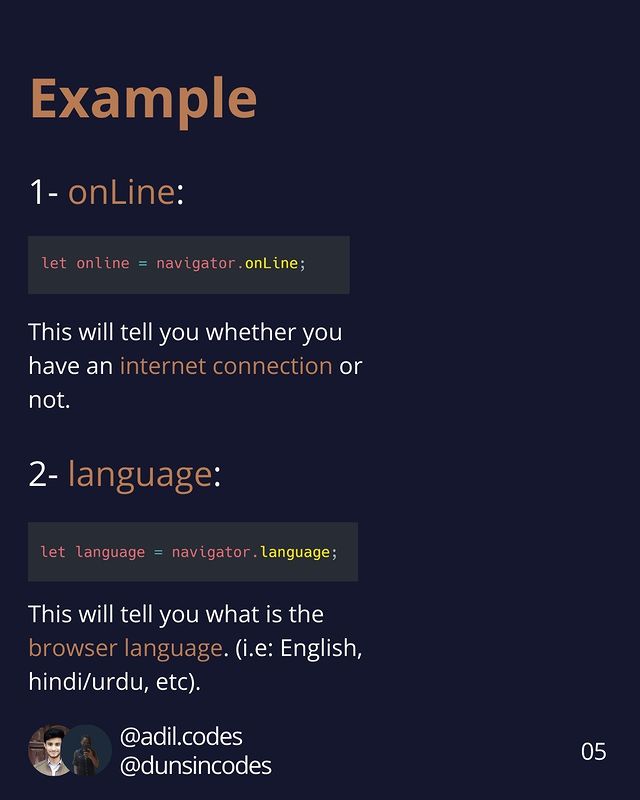 Example
1- onLine:
let online = navigator.onLine;
This will tell you whether you
have an internet connection or
not.
2- language:
let language = navigator.language;
This will tell you what is the
browser language. (i.e: English,
hindi/urdu, etc).
@adil.codes
@dunsincodes
05